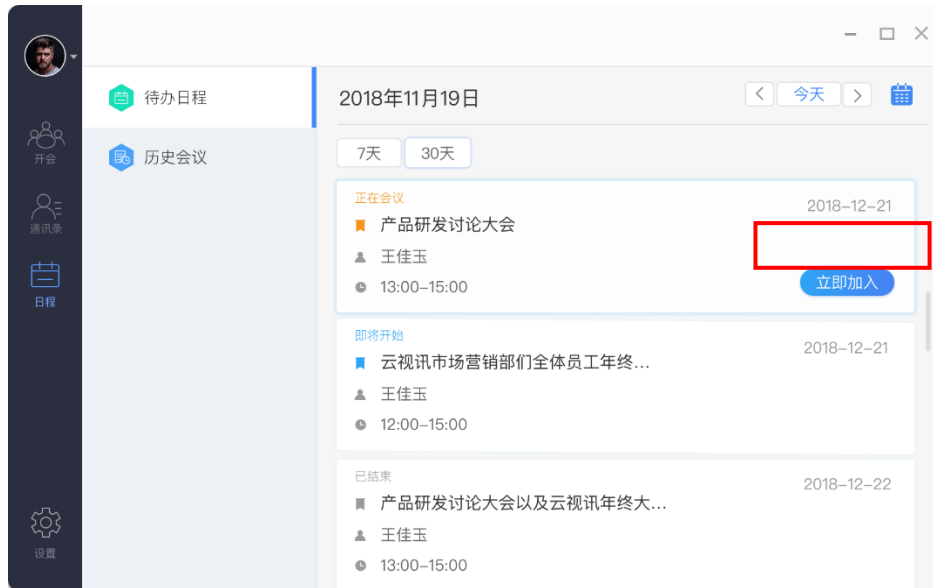 开会
通讯录
日程
设置
待办日程
历史会议
2018年11月19日
今天
7天
30天
正在会议
2018-12-21
产品研发讨论大会
王佳玉
13:00-15:00
立即加入
即将开始
2018-12-21
云视讯市场营销部们全体员工年终...
王佳玉
12:00-15:00
已结束
2018-12-22
产品研发讨论大会以及云视讯年终大...
王佳玉
13:00-15:00